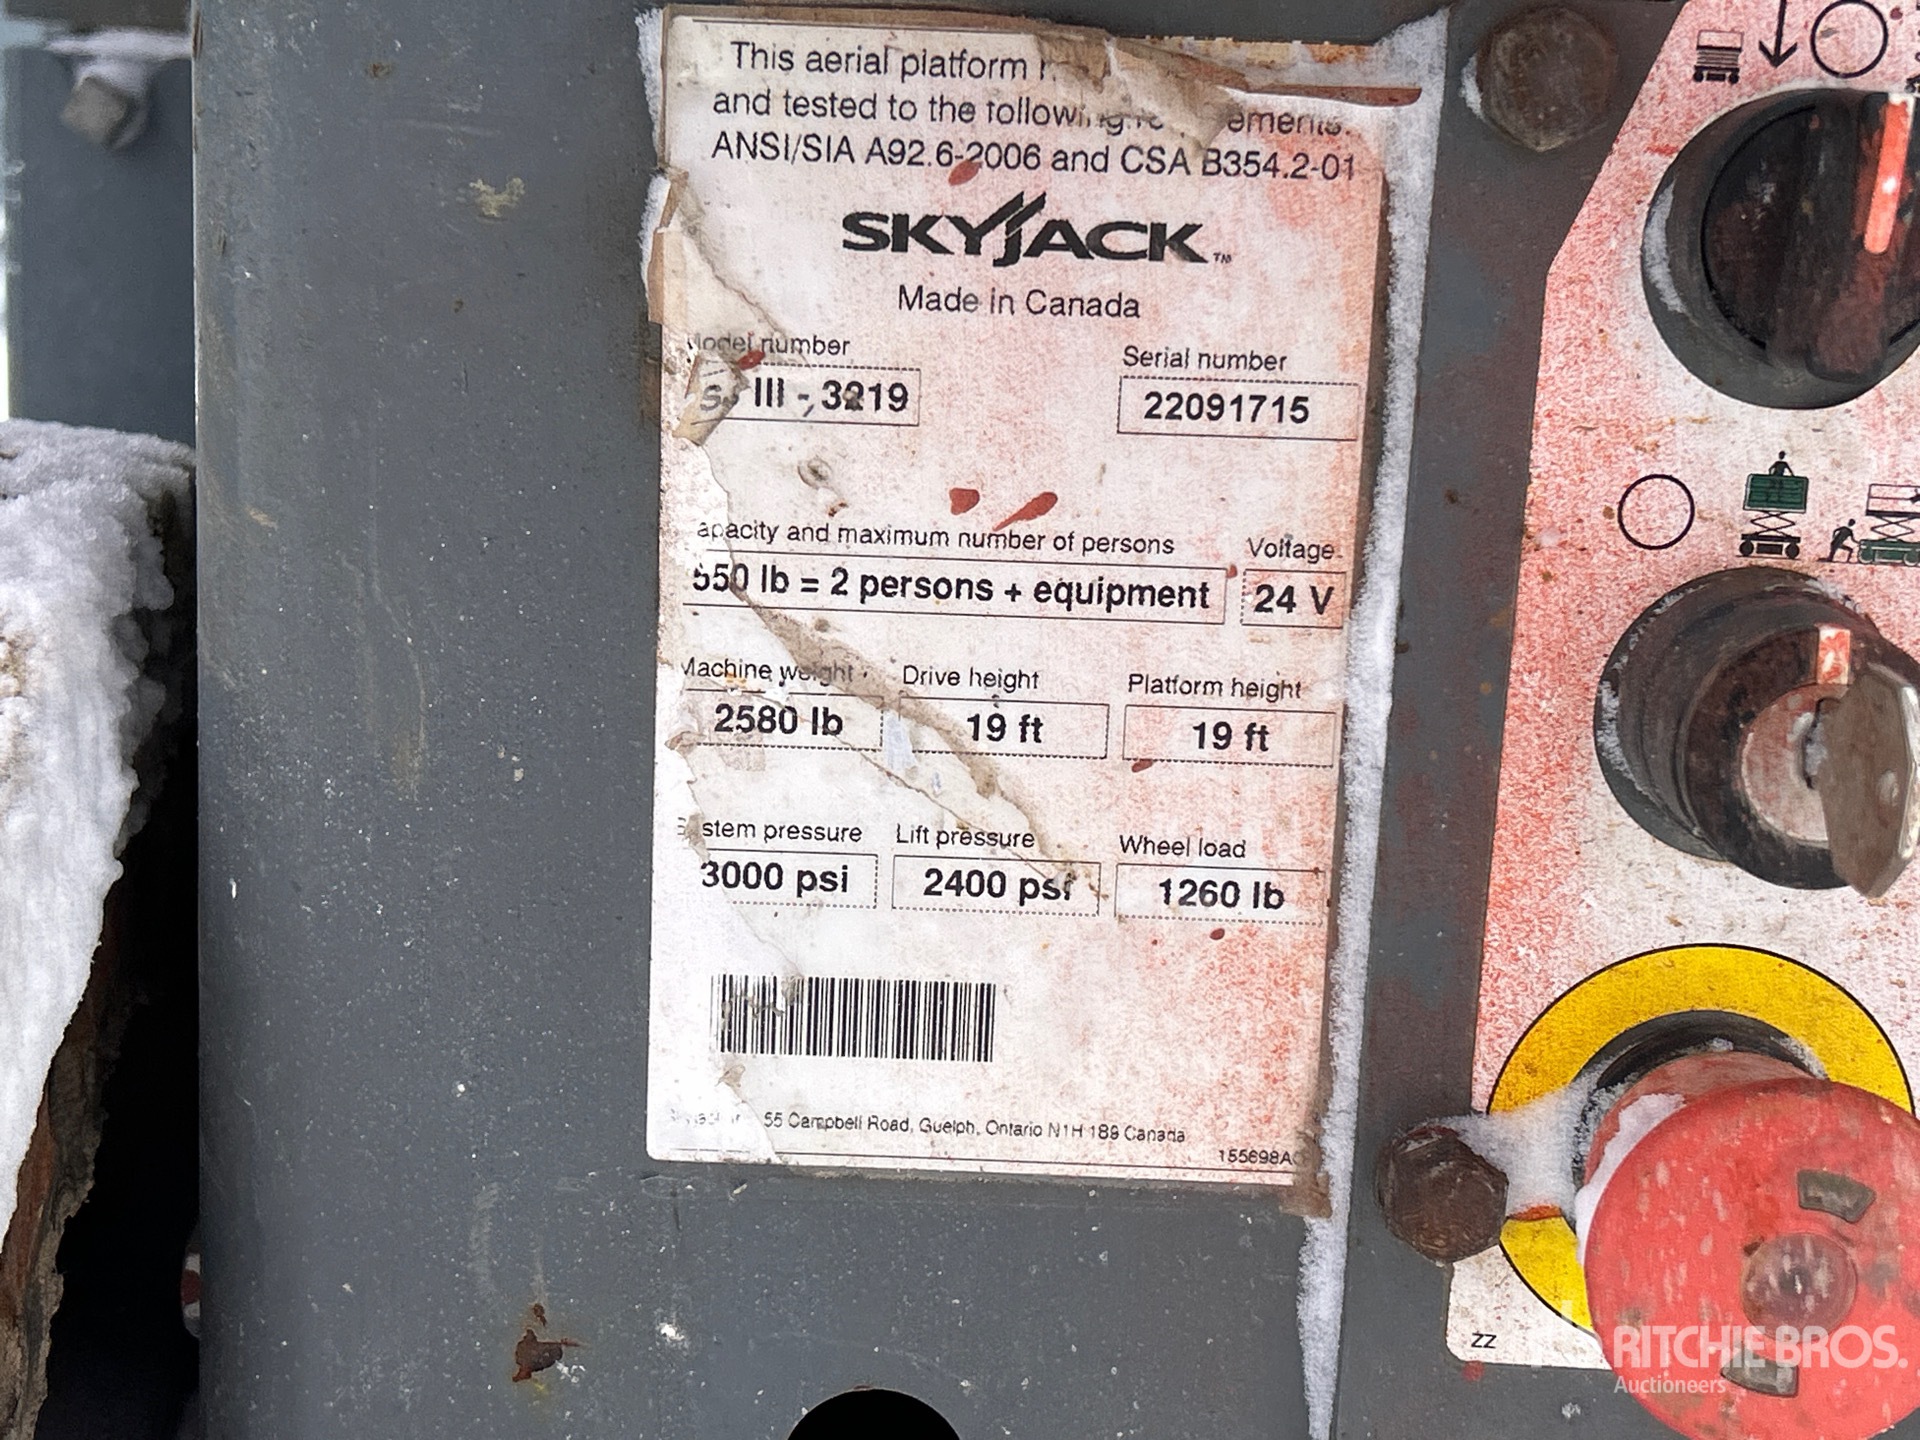 This aerial platform
and tested to the following
ANSI/SIA A92.6-2006 and CSA B354.2-01
SKYJACK™
Made in Canada
Model number
Serial number
III - 3219
22091715
apacity and maximum number of persons
Voltage
550 lb = 2 persons + equipment
24 V
Machine weight
Drive height
Platform height
2580 lb
19 ft
19 ft
stem pressure
Lift pressure
Wheel load
3000 psi
2400 psi
1260 lb
55 Campbell Road, Guelph, Ontario N1H 1B9 Canada
155698A
ZZ
RITCHIE BROS.
Auctioneers